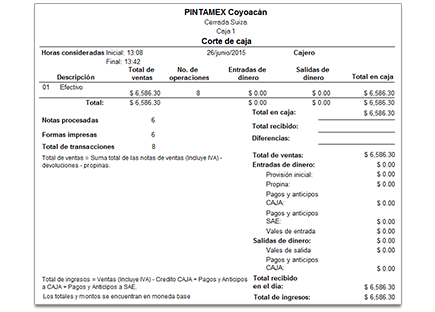 PINTAMEX Coyoacán
Cerrada Suiza
Caja 1
Corte de caja
Horas consideradas Inicial: 13:08 26/junio/2015 Cajero
Final: 13:42
Descripción Total de ventas No. de operaciones Entradas de dinero Salidas de dinero Total en caja
01 Efectivo
$ 6,586.30 8 $ 0.00 $ 0.00 $ 6,586.30
Total: $ 6,586.30 $ 0.00 $ 0.00 $ 6,586.30
Total en caja: $ 6,586.30
Notas procesadas 6
Total recibido:
Formas impresas 6
Diferencias:
Total de transacciones 8
Total de ventas = Suma total de las notas de ventas (Incluye IVA) -
devoluciones - propinas.
Total de ventas: $ 6,586.30
Entradas de dinero: $ 0.00
Provisión inicial: $ 0.00
Propina: $ 0.00
Pagos y anticipos
CAJA: $ 0.00
Pagos y anticipos
SAE: $ 0.00
Vales de entrada $ 0.00
Salidas de dinero: $ 0.00
Vales de salida $ 0.00
Pagos y anticipos
CAJA: $ 0.00
Total de ingresos = Ventas (Incluye IVA) - Credito CAJA + Pagos y Anticipos
a CAJA + Pagos y Anticipos a SAE.
Total recibido
en el día: $ 6,586.30
Los totales y montos se encuentran en moneda base
Total de ingresos: $ 6,586.30